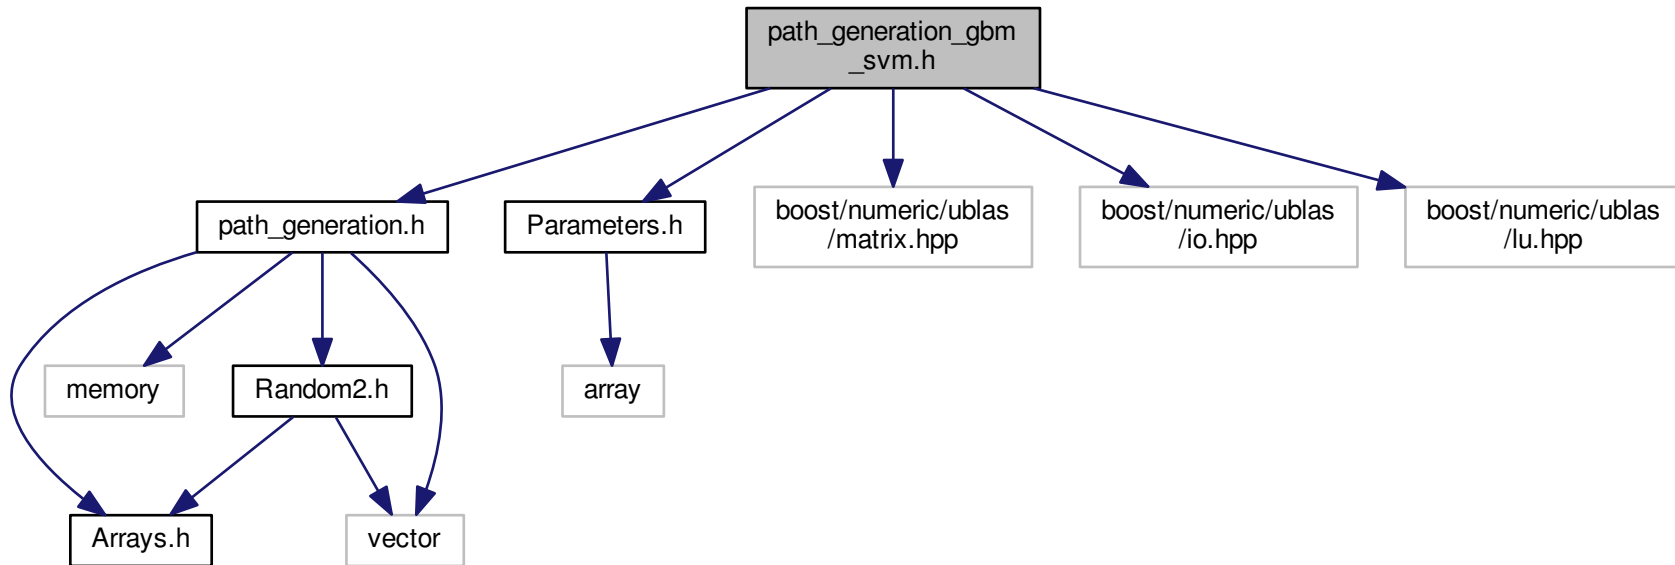 path_generation_gbm
_svm.h
path_generation.h
Parameters.h
boost/numeric/ublas
/matrix.hpp
boost/numeric/ublas
/io.hpp
boost/numeric/ublas
/lu.hpp
memory
Random2.h
array
Arrays.h
vector